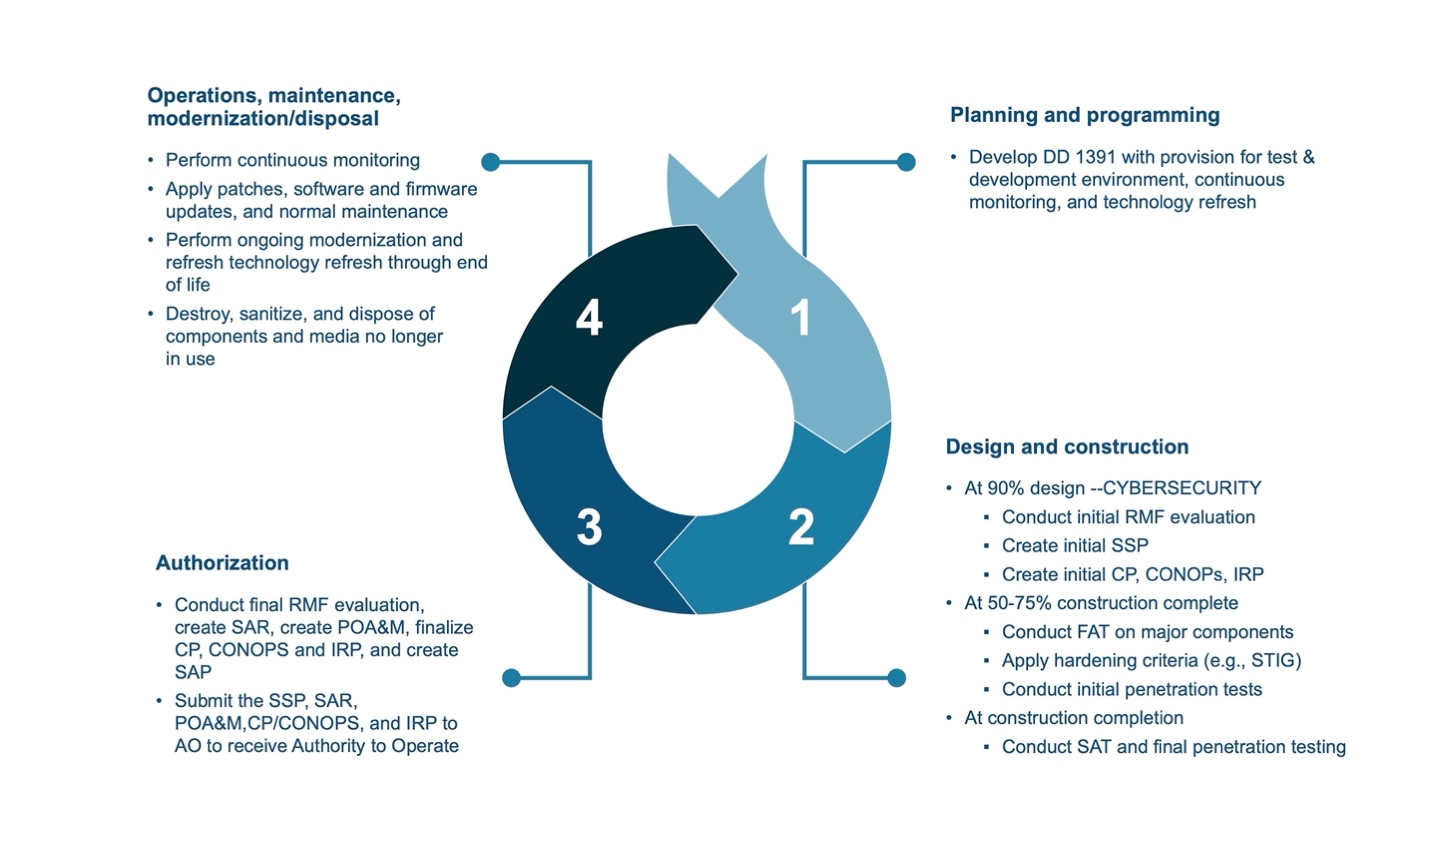 Operations, maintenance,
modernization/disposal
• Perform continuous monitoring
• Apply patches, software and firmware
updates, and normal maintenance
• Perform ongoing modernization and
refresh technology refresh through end
of life
• Destroy, sanitize, and dispose of
components and media no longer
in use
Planning and programming
• Develop DD 1391 with provision for test &
development environment, continuous
monitoring, and technology refresh
4
1
3
2
Design and construction
• At 90% design --CYBERSECURITY
▪ Conduct initial RMF evaluation
▪ Create initial SSP
▪ Create initial CP, CONOPs, IRP
• At 50-75% construction complete
▪ Conduct FAT on major components
▪ Apply hardening criteria (e.g., STIG)
▪ Conduct initial penetration tests
• At construction completion
▪ Conduct SAT and final penetration testing
Authorization
• Conduct final RMF evaluation,
create SAR, create POA&M, finalize
CP, CONOPS and IRP, and create
SAP
• Submit the SSP, SAR,
POA&M,CP/CONOPS, and IRP to
AO to receive Authority to Operate